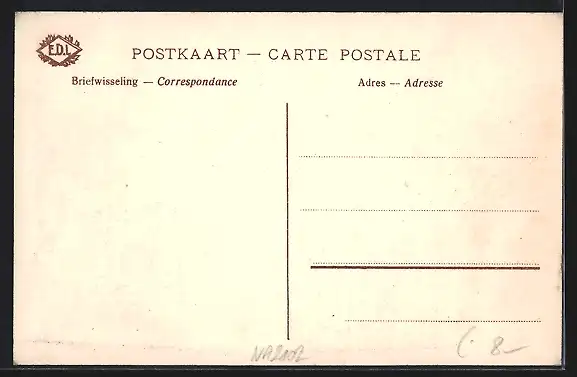 E.D.L.
POSTKAART — CARTE POSTALE
Briefwisseling — Correspondance
Adres — Adresse
8—